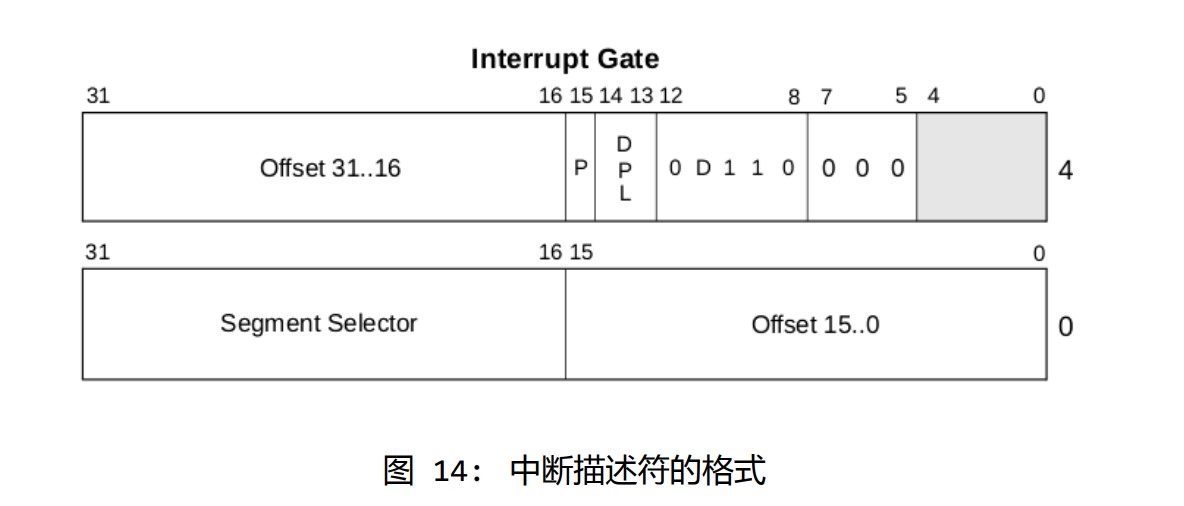 Interrupt Gate
31 16 15 14 13 12 8 7 5 4 0
Offset 31..16 P D P L 0 D 1 1 0 0 0 0 4
31 16 15 0
Segment Selector Offset 15..0 0
图 14: 中断描述符的格式